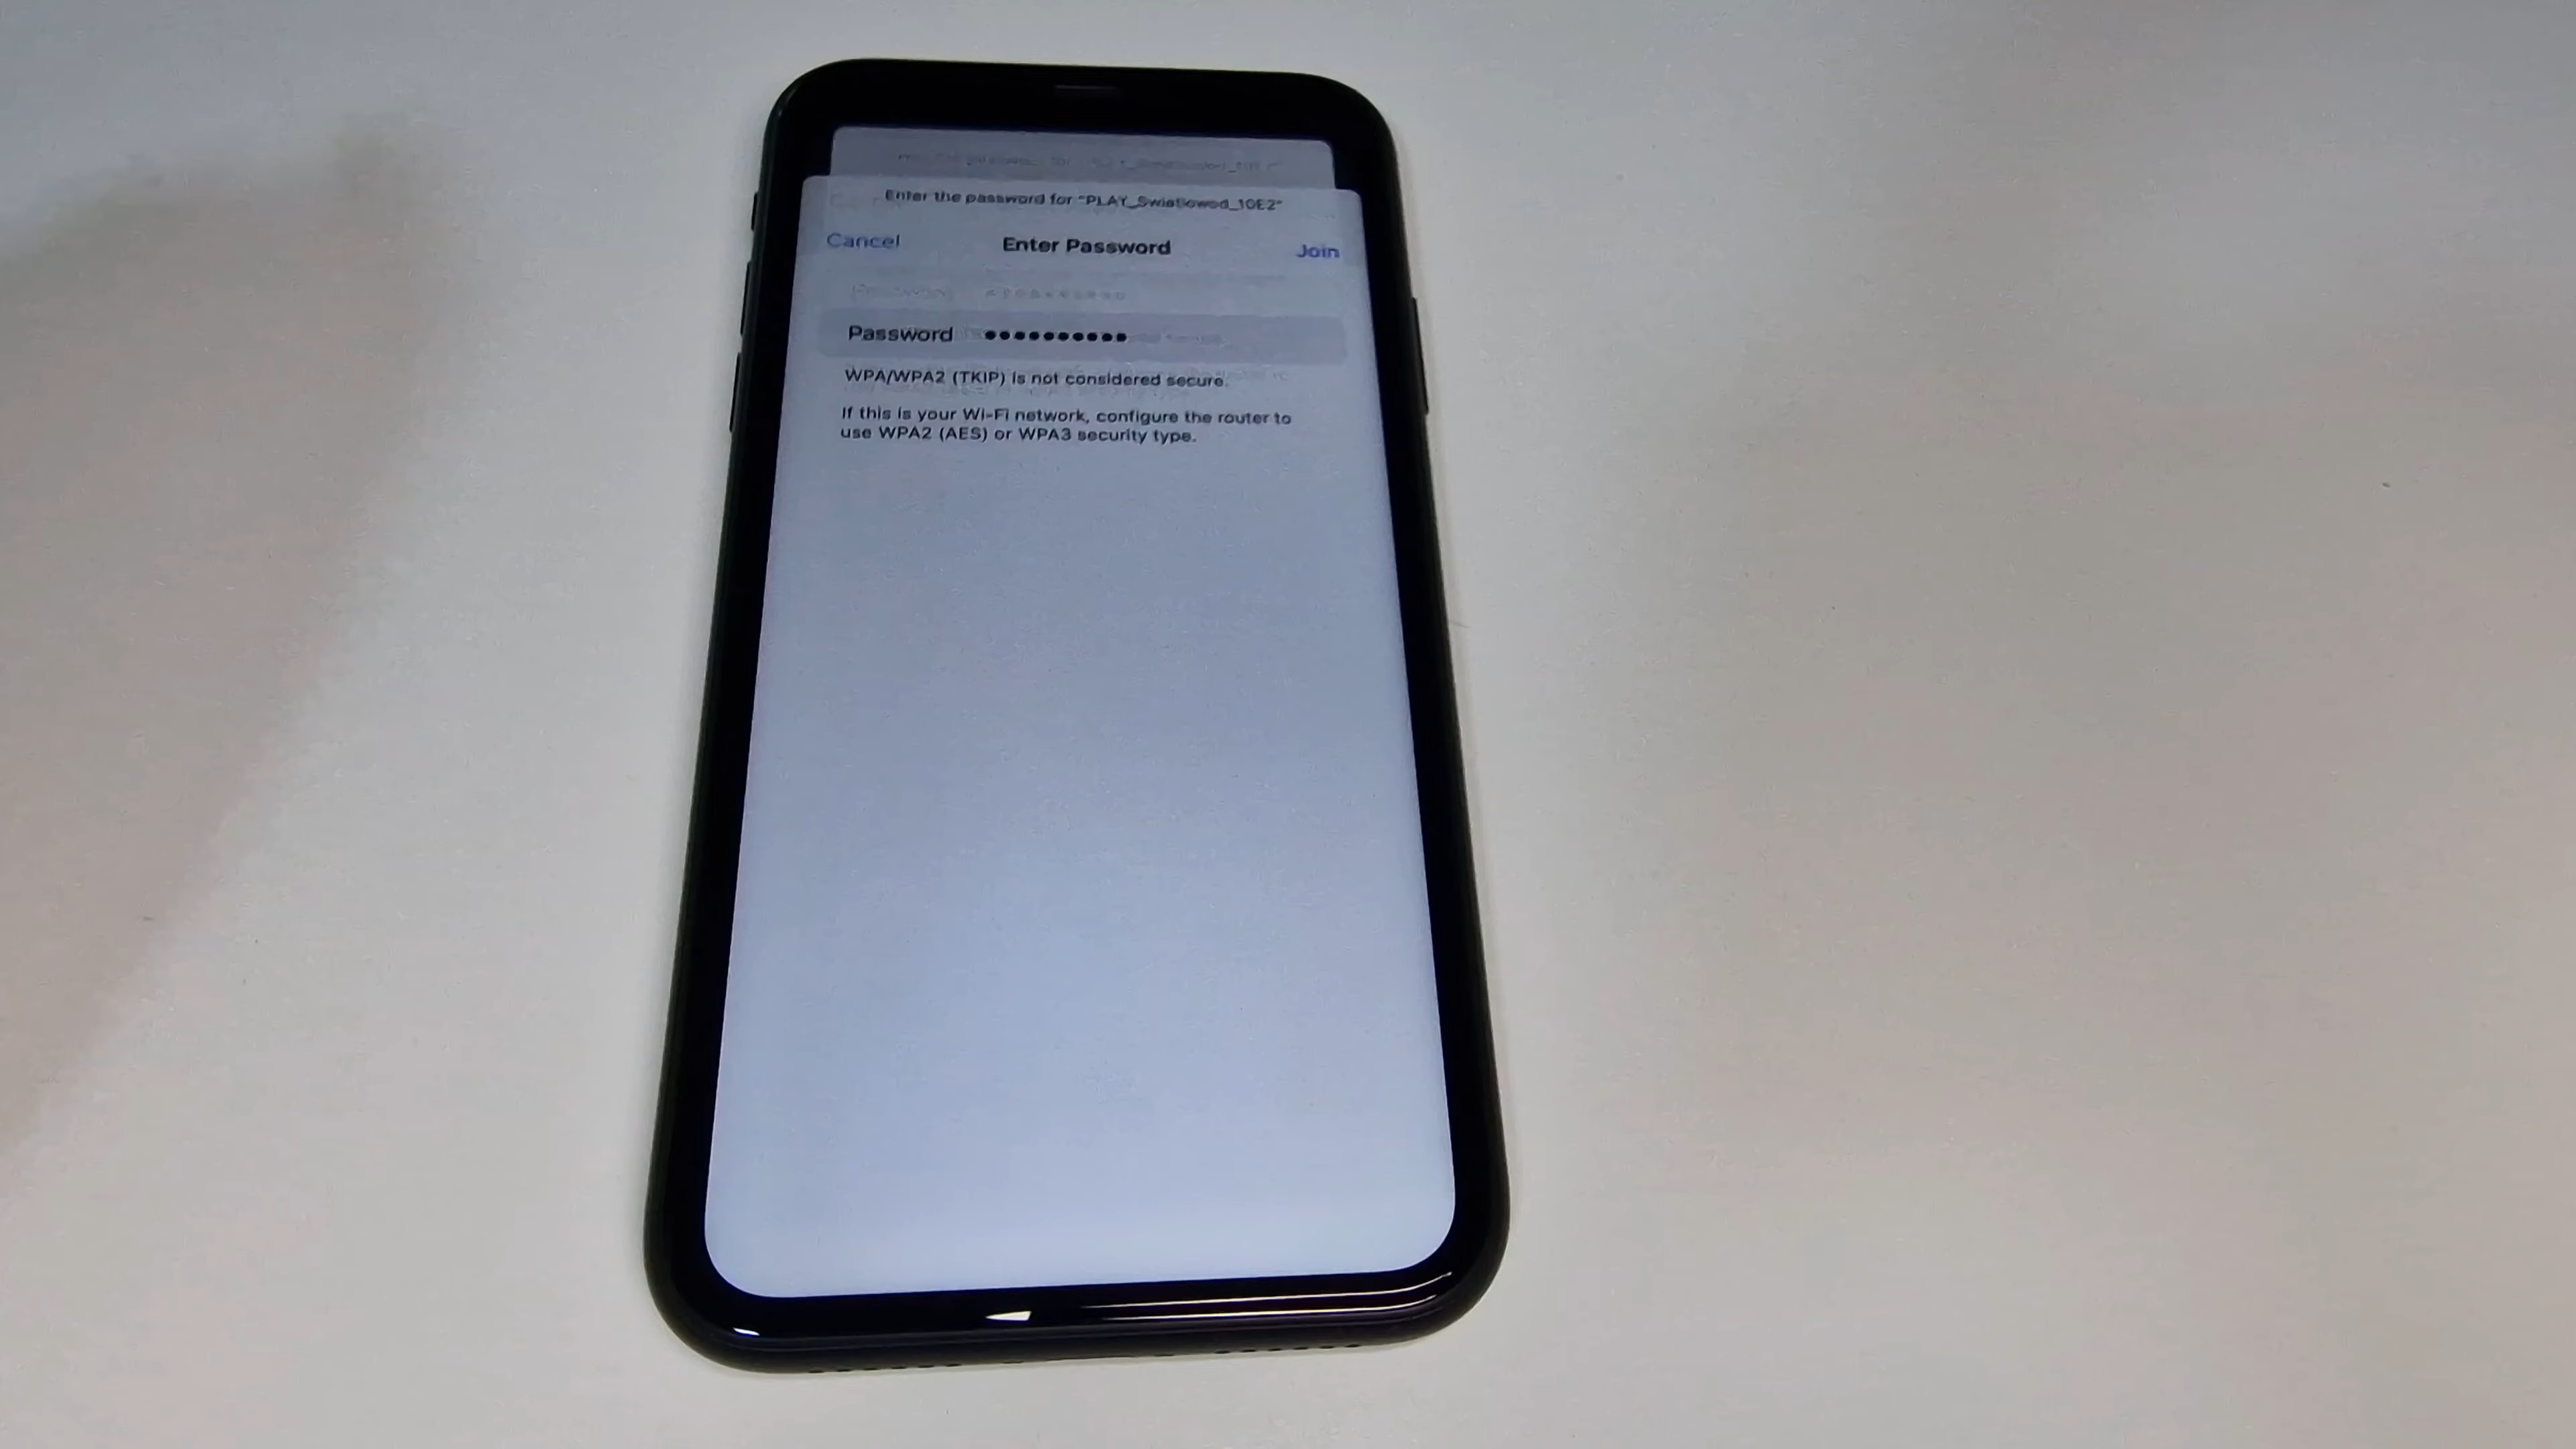 Enter the password for "PLAY_Swiatlowod_10E2"
Cancel Enter Password Join
Password ●●●●●●●●●●
WPA/WPA2 (TKIP) is not considered secure.
If this is your Wi-Fi network, configure the router to
use WPA2 (AES) or WPA3 security type.